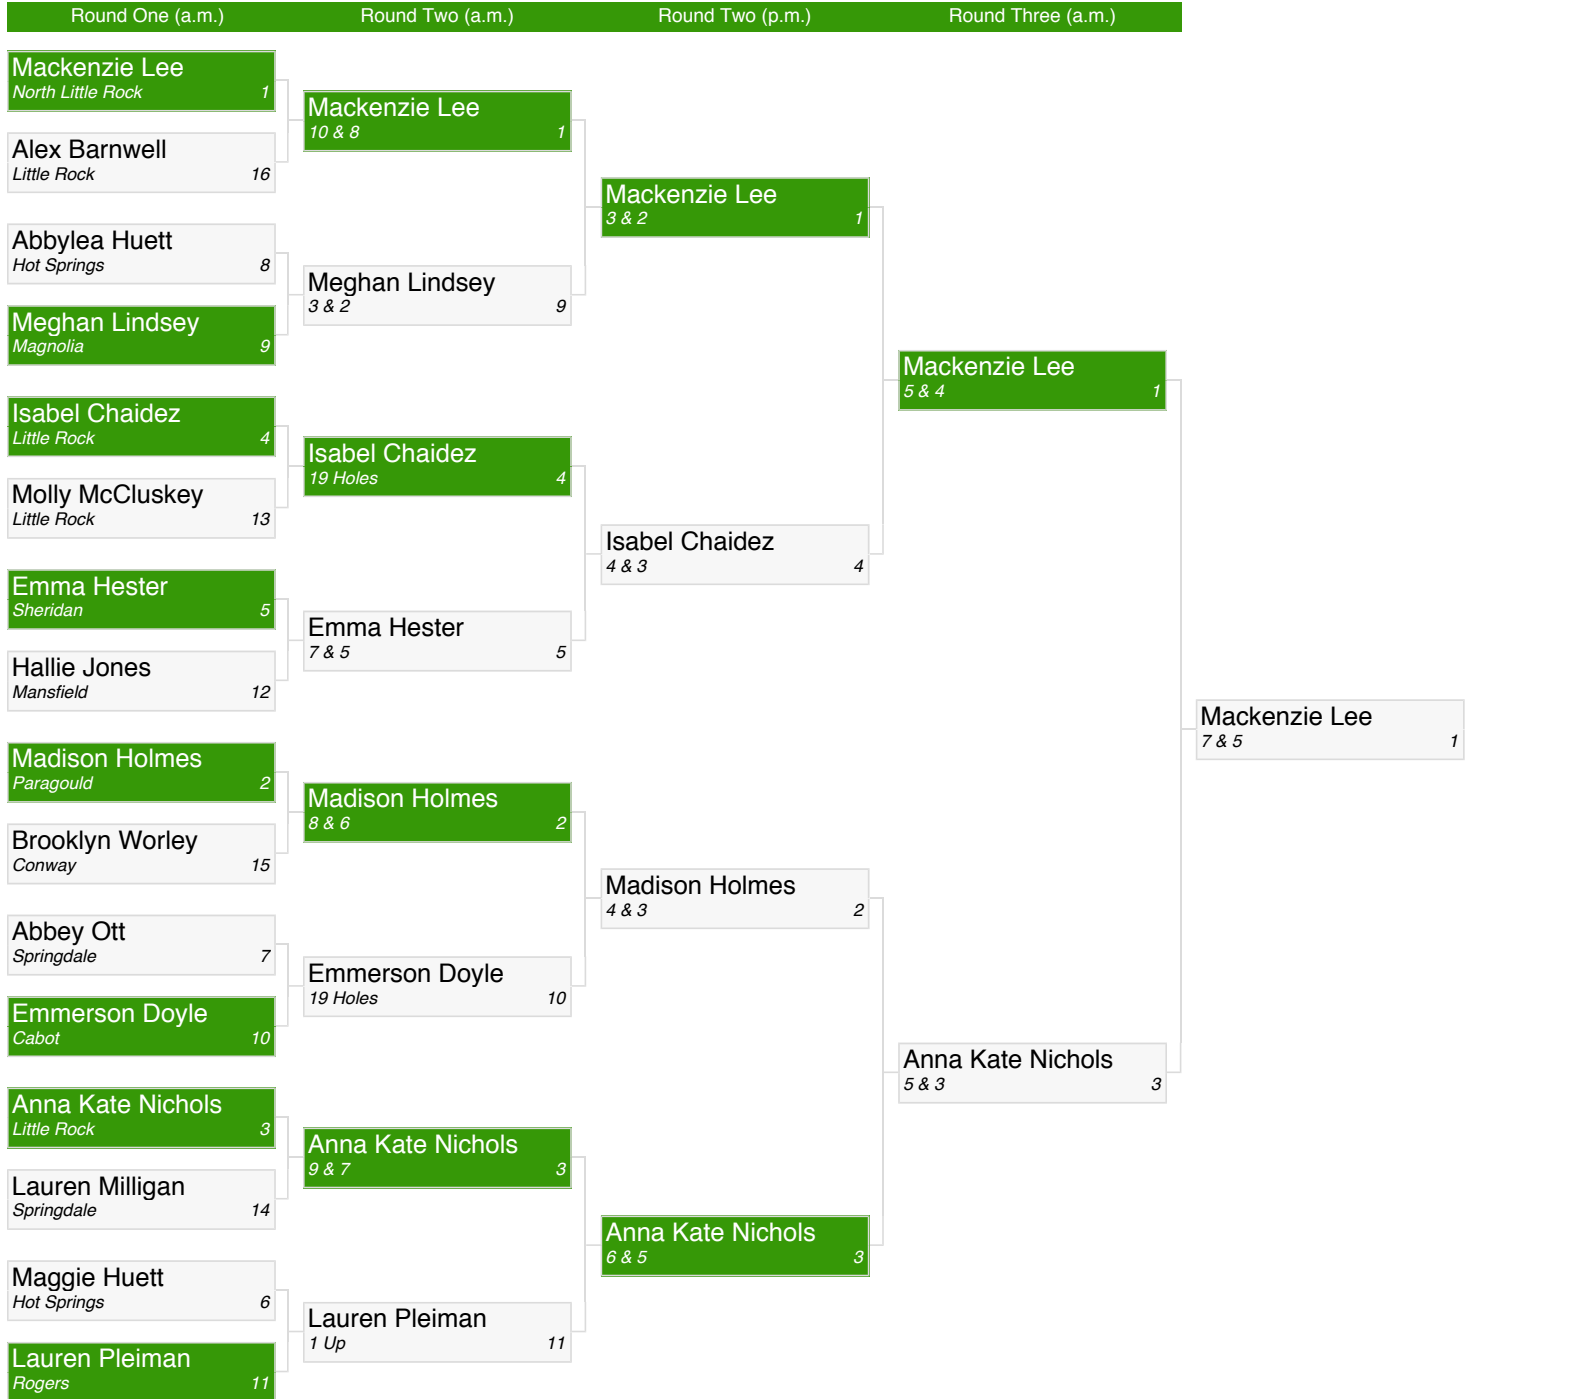 Round One (a.m.) Round Two (a.m.) Round Two (p.m.) Round Three (a.m.)
Mackenzie Lee
North Little Rock 1
Alex Barnwell
Little Rock 16
Abbylea Huett
Hot Springs 8
Meghan Lindsey
Magnolia 9
Isabel Chaidez
Little Rock 4
Molly McCluskey
Little Rock 13
Emma Hester
Sheridan 5
Hallie Jones
Mansfield 12
Madison Holmes
Paragould 2
Brooklyn Worley
Conway 15
Abbey Ott
Springdale 7
Emmerson Doyle
Cabot 10
Anna Kate Nichols
Little Rock 3
Lauren Milligan
Springdale 14
Maggie Huett
Hot Springs 6
Lauren Pleiman
Rogers 11
Mackenzie Lee
10 & 8 1
Meghan Lindsey
3 & 2 9
Isabel Chaidez
19 Holes 4
Emma Hester
7 & 5 5
Madison Holmes
8 & 6 2
Emmerson Doyle
19 Holes 10
Anna Kate Nichols
9 & 7 3
Lauren Pleiman
1 Up 11
Mackenzie Lee
3 & 2 1
Isabel Chaidez
4 & 3 4
Madison Holmes
4 & 3 2
Anna Kate Nichols
6 & 5 3
Mackenzie Lee
5 & 4 1
Anna Kate Nichols
5 & 3 3
Mackenzie Lee
7 & 5 1